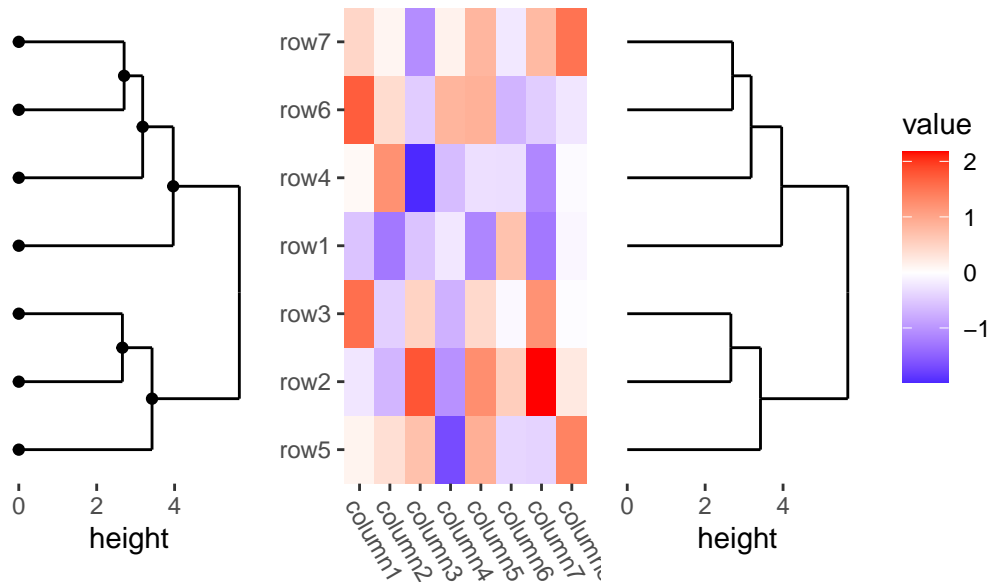 row7
row6
row4
row1
row3
row2
row5
column1
column2
column3
column4
column5
column6
column7
0 2 4
height
0 2 4
height
value
2
1
0
−1